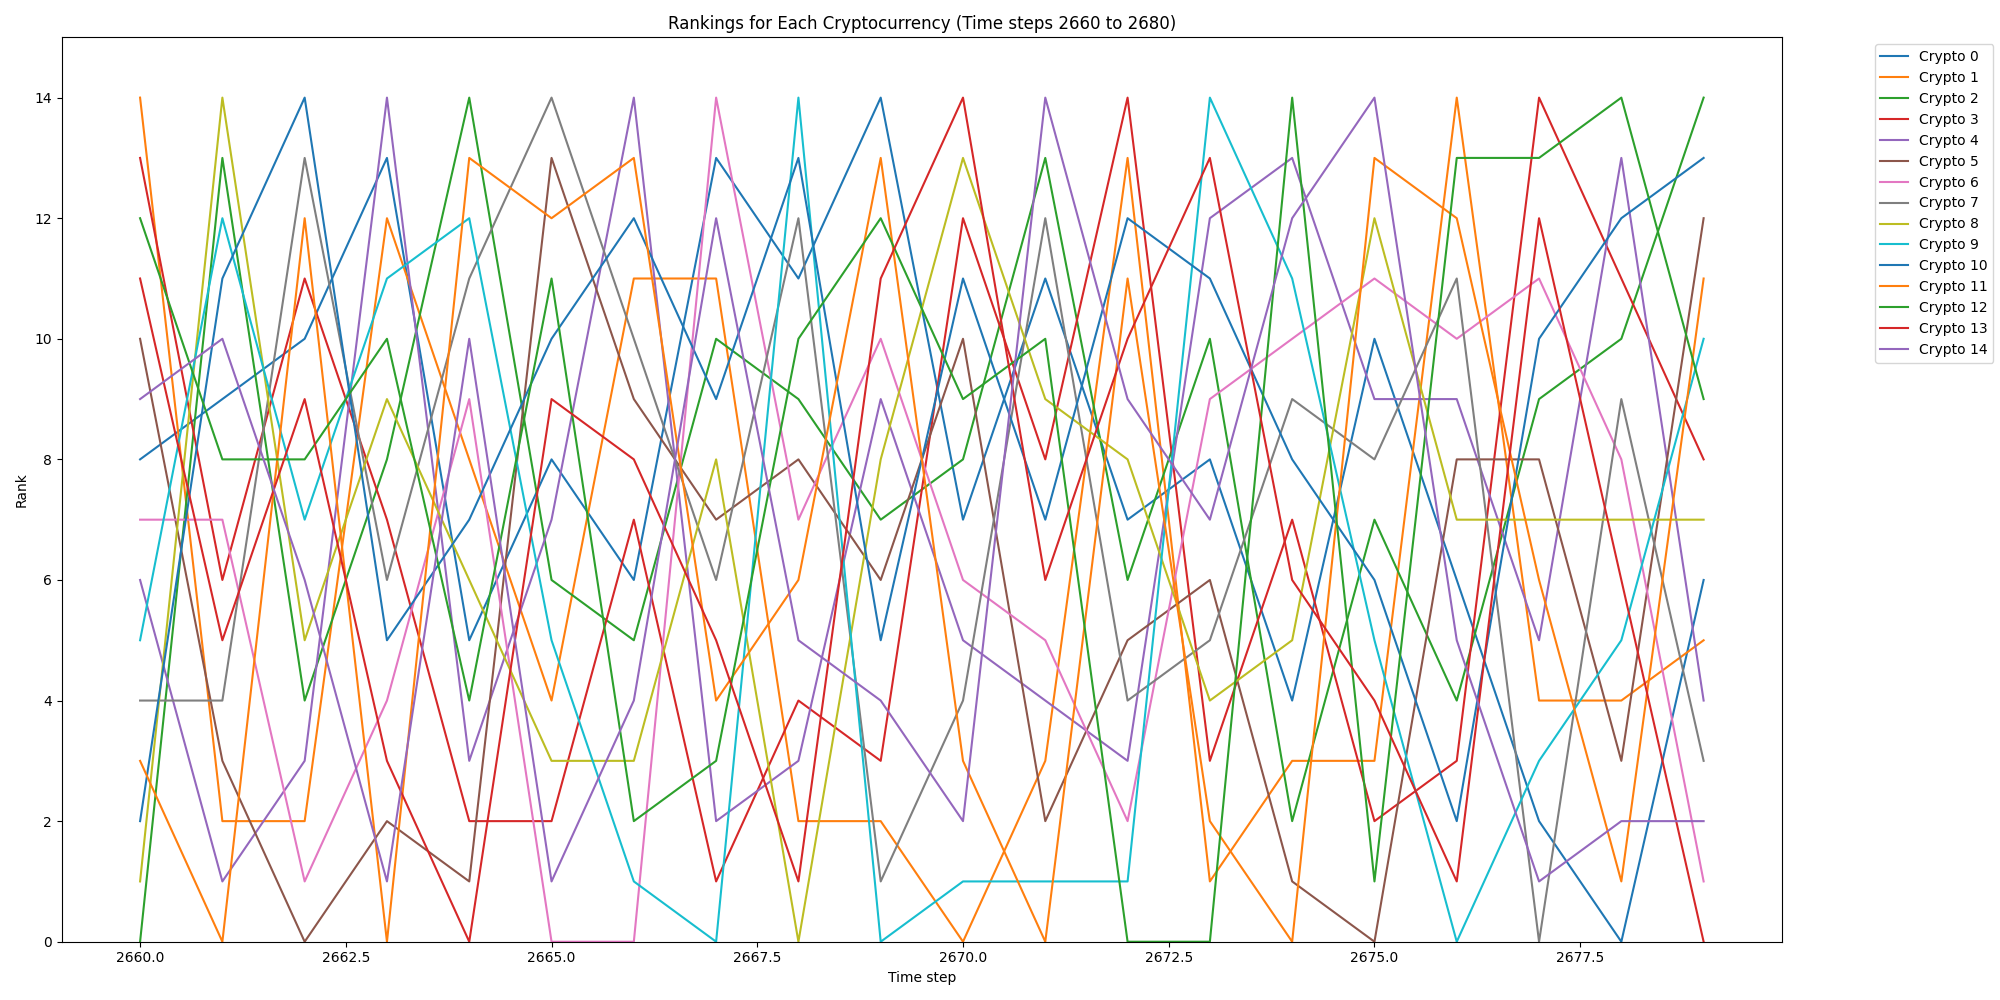 Rankings for Each Cryptocurrency (Time steps 2660 to 2680)
Rank
14
12
10
8
6
4
2
0
2660.0 2662.5 2665.0 2667.5 2670.0 2672.5 2675.0 2677.5
Time step
Crypto 0
Crypto 1
Crypto 2
Crypto 3
Crypto 4
Crypto 5
Crypto 6
Crypto 7
Crypto 8
Crypto 9
Crypto 10
Crypto 11
Crypto 12
Crypto 13
Crypto 14